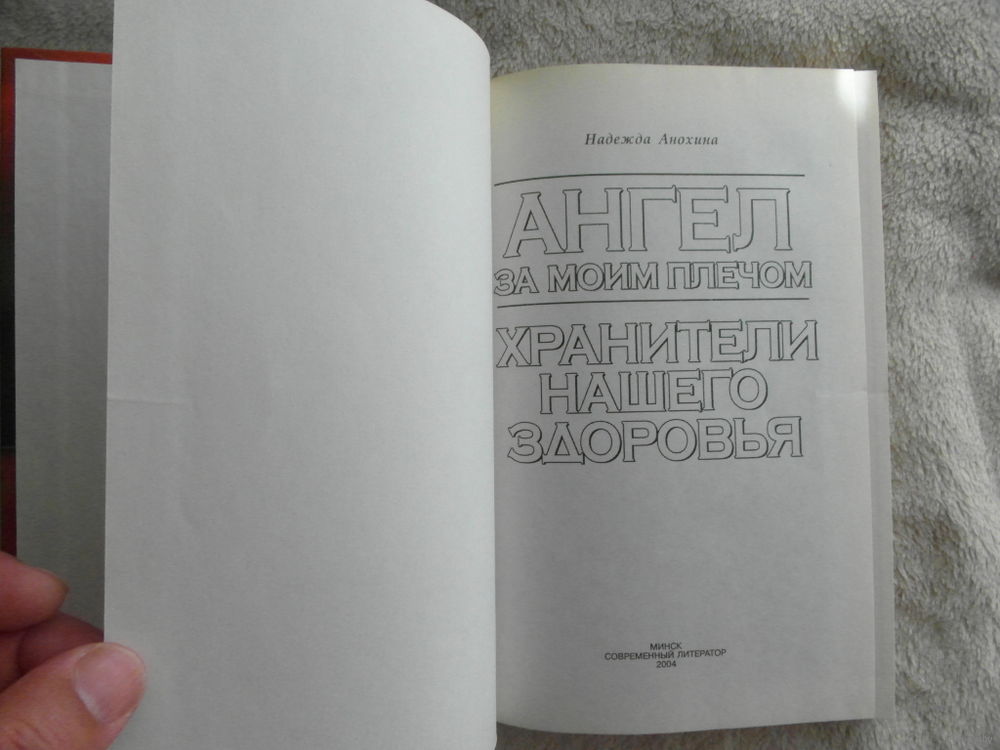 Надежда Анохина
АНГЕЛ
ЗА МОИМ ПЛЕЧОМ
ХРАНИТЕЛИ
НАШЕГО
ЗДОРОВЬЯ
МИНСК
СОВРЕМЕННЫЙ ЛИТЕРАТОР
2004